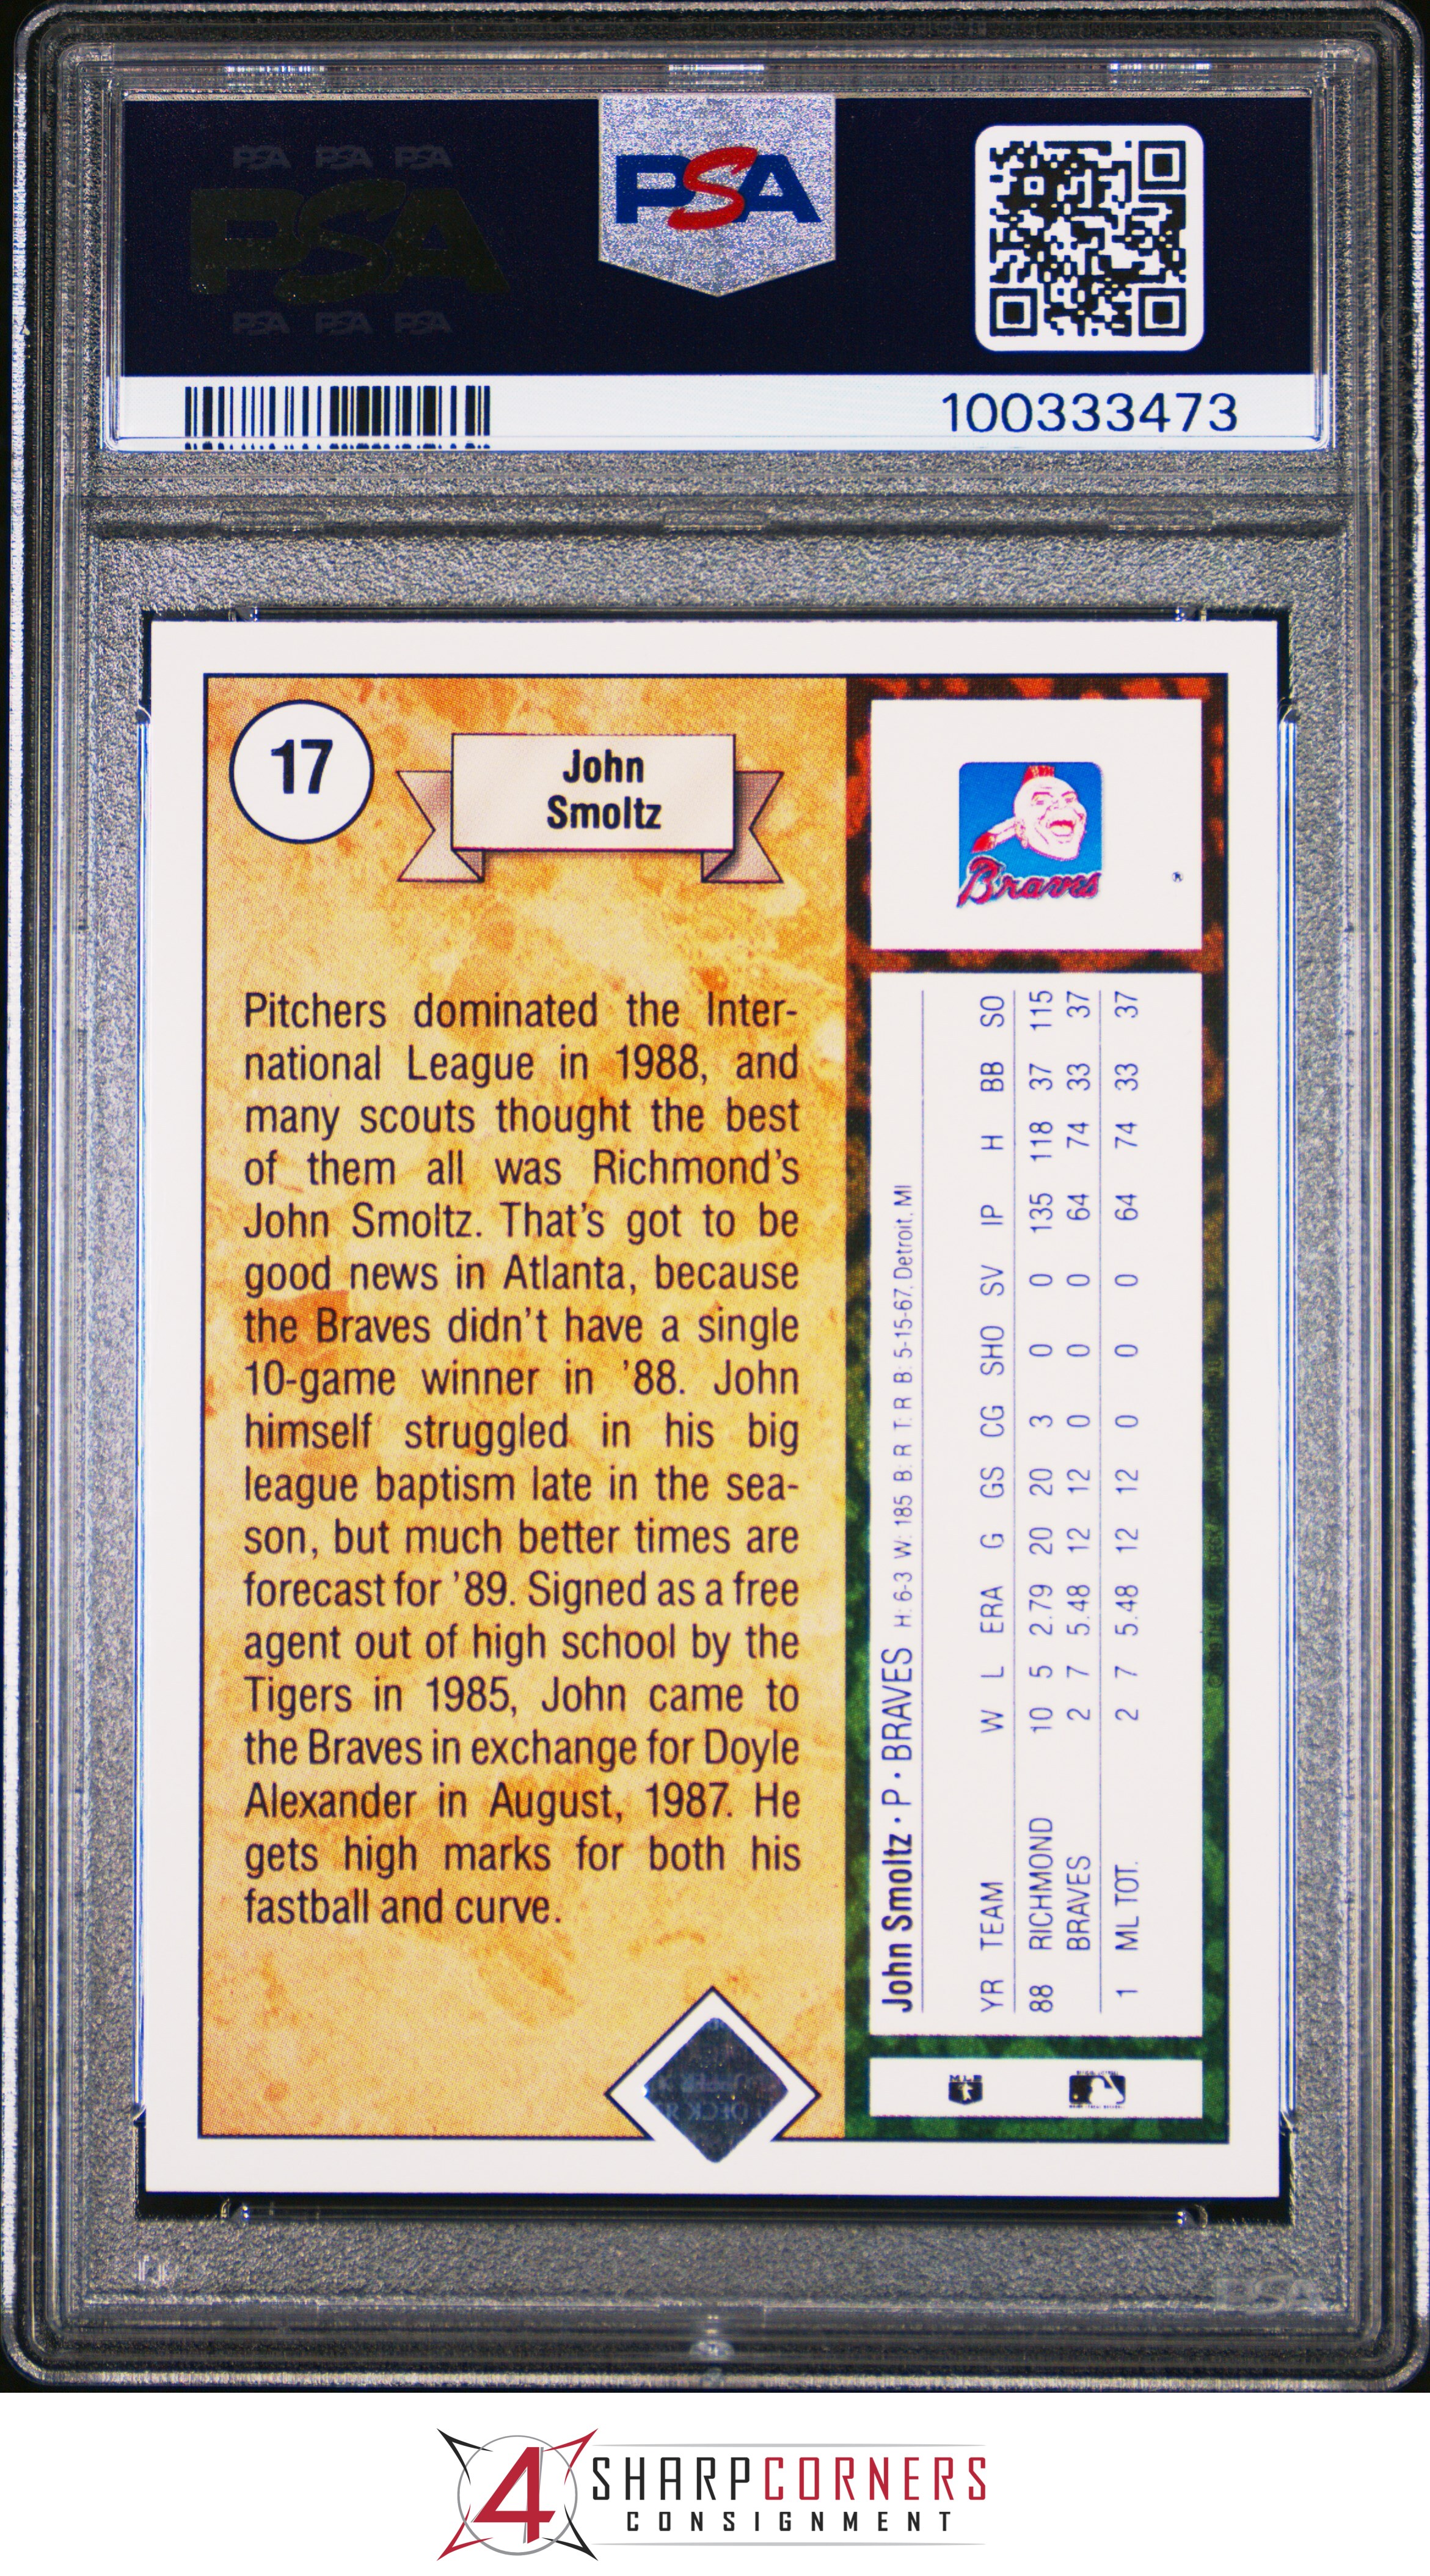 PSA PSA PSA
PSA
PSA PSA PSA
PSA
100333473
17
John
Smoltz
Braves
Pitchers dominated the Inter-
national League in 1988, and
many scouts thought the best
of them all was Richmond's
John Smoltz. That's got to be
good news in Atlanta, because
the Braves didn't have a single
10-game winner in '88. John
himself struggled in his big
league baptism late in the sea-
son, but much better times are
forecast for '89. Signed as a free
agent out of high school by the
Tigers in 1985, John came to
the Braves in exchange for Doyle
Alexander in August, 1987. He
gets high marks for both his
fastball and curve.
John Smoltz • P • BRAVES H: 6-3 W: 185 B: R T: R B: 5-15-67, Detroit, MI
YR TEAM W L ERA G GS CG SHO SV IP H BB SO
88 RICHMOND 10 5 2.79 20 20 3 0 0 135 118 37 115
BRAVES 2 7 5.48 12 12 0 0 0 64 74 33 37
1 ML TOT. 2 7 5.48 12 12 0 0 0 64 74 33 37
MLB
PSA
4
SHARPCORNERS
CONSIGNMENT